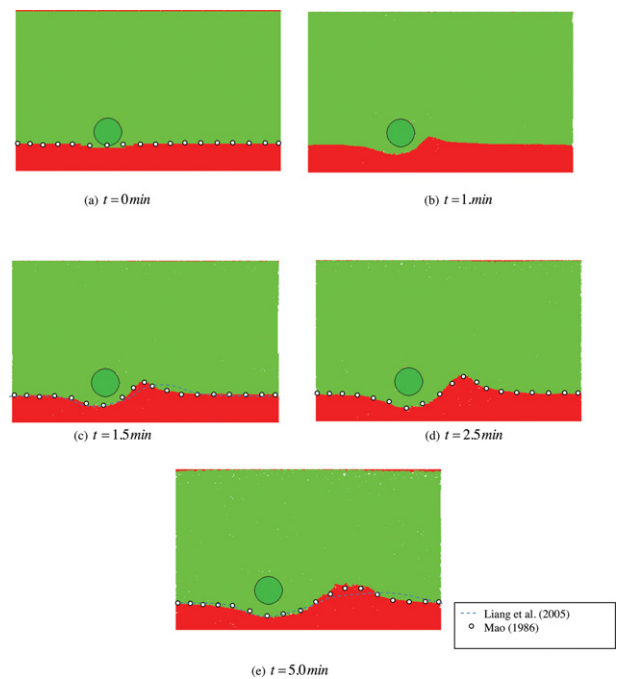 (a) t = 0min
(b) t = 1.min
(c) t = 1.5min
(d) t = 2.5min
(e) t = 5.0min
Liang et al. (2005)
Mao (1986)